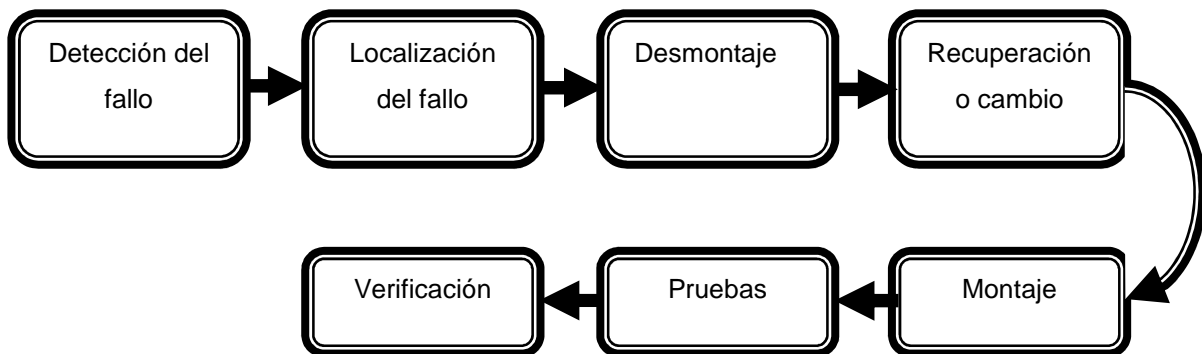 Detección del
fallo
Localización
del fallo
Desmontaje
Recuperación
o cambio
Montaje
Pruebas
Verificación